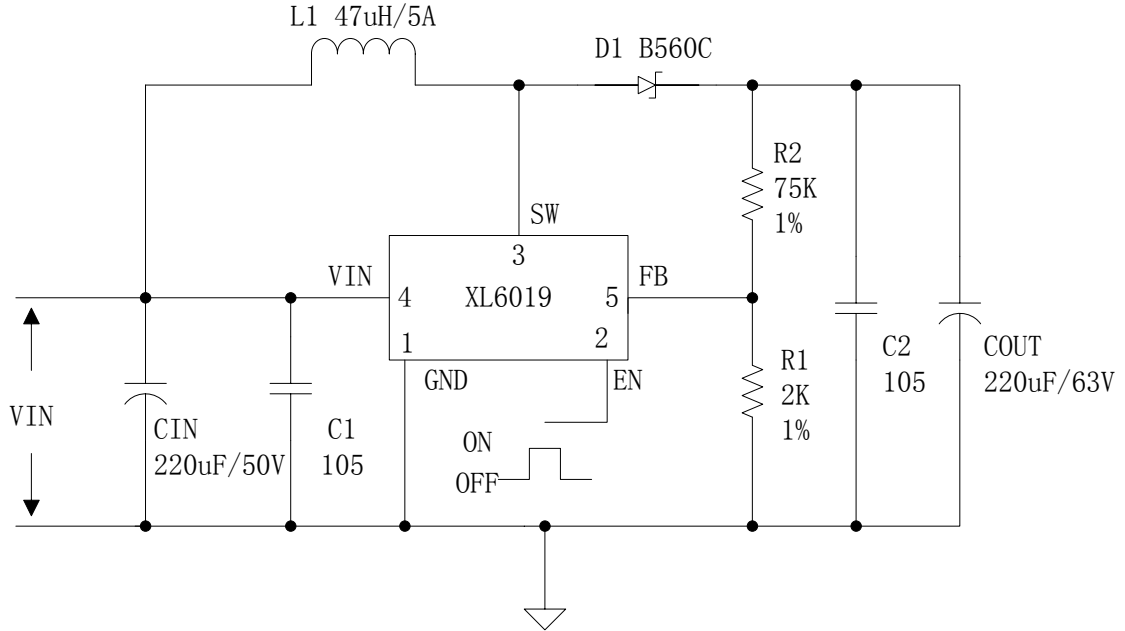 L1 47uH/5A
D1 B560C
R2
75K
1%
SW
3
VIN
FB
4
XL6019
5
1
2
GND
EN
R1
2K
1%
C2
105
COUT
220uF/63V
VIN
CIN
220uF/50V
C1
105
ON
OFF